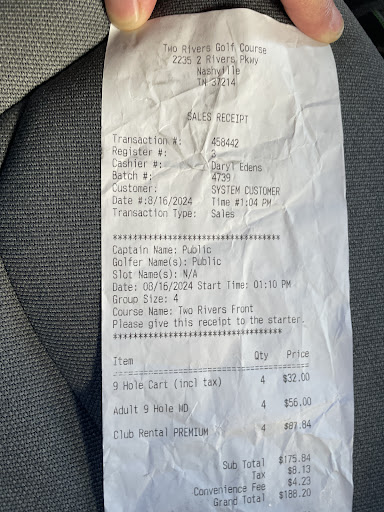 Two Rivers Golf Course
2235 2 Rivers Pkwy
Nashville
TN 37214
SALES RECEIPT
Transaction #: 458442
Register #: 3
Cashier #: Daryl Edens
Batch #: 4739
Customer: SYSTEM CUSTOMER
Date #:8/16/2024 Time #1:04 PM
Transaction Type: Sales
**********************************
Captain Name: Public
Golfer Name(s): Public
Slot Name(s): N/A
Date: 08/16/2024 Start Time: 01:10 PM
Group Size: 4
Course Name: Two Rivers Front
Please give this receipt to the starter.
**********************************
Item Qty Price
========================================
9 Hole Cart (incl tax) 4 $32.00
Adult 9 Hole WD 4 $56.00
Club Rental PREMIUM 4 $87.84
Sub Total $175.84
Tax $8.13
Convenience Fee $4.23
Grand Total $188.20